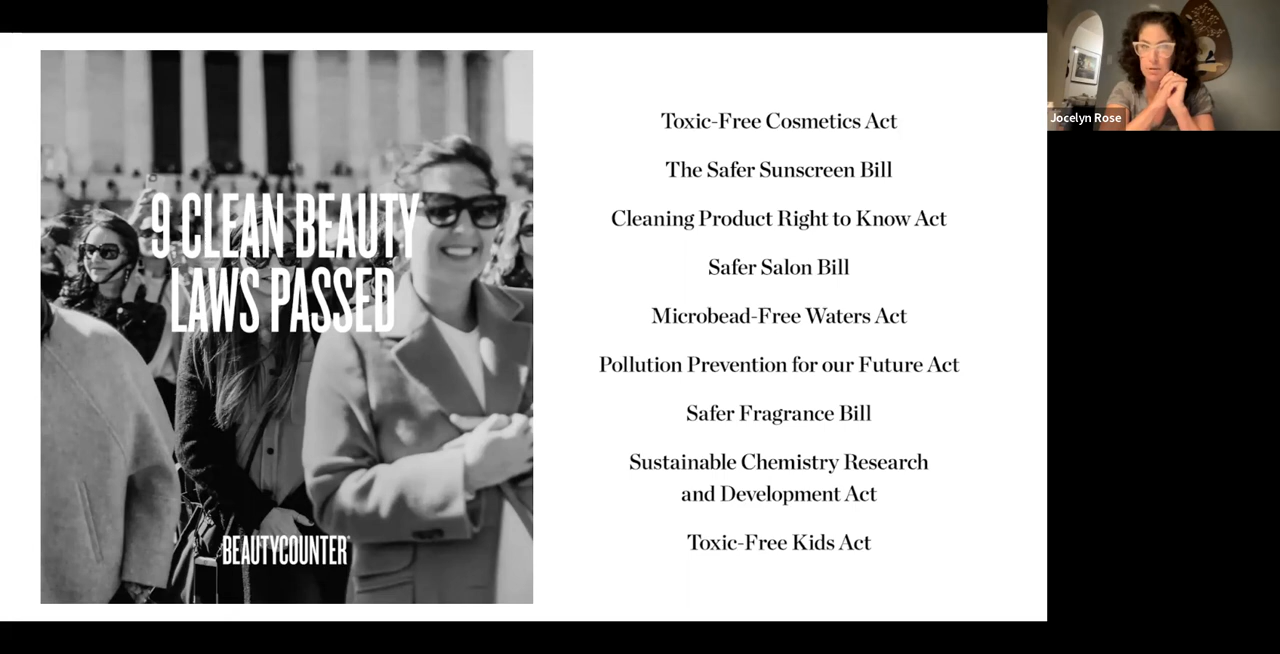 9 CLEAN BEAUTY
LAWS PASSED
BEAUTYCOUNTER
Toxic-Free Cosmetics Act
The Safer Sunscreen Bill
Cleaning Product Right to Know Act
Safer Salon Bill
Microbead-Free Waters Act
Pollution Prevention for our Future Act
Safer Fragrance Bill
Sustainable Chemistry Research
and Development Act
Toxic-Free Kids Act
Jocelyn Rose